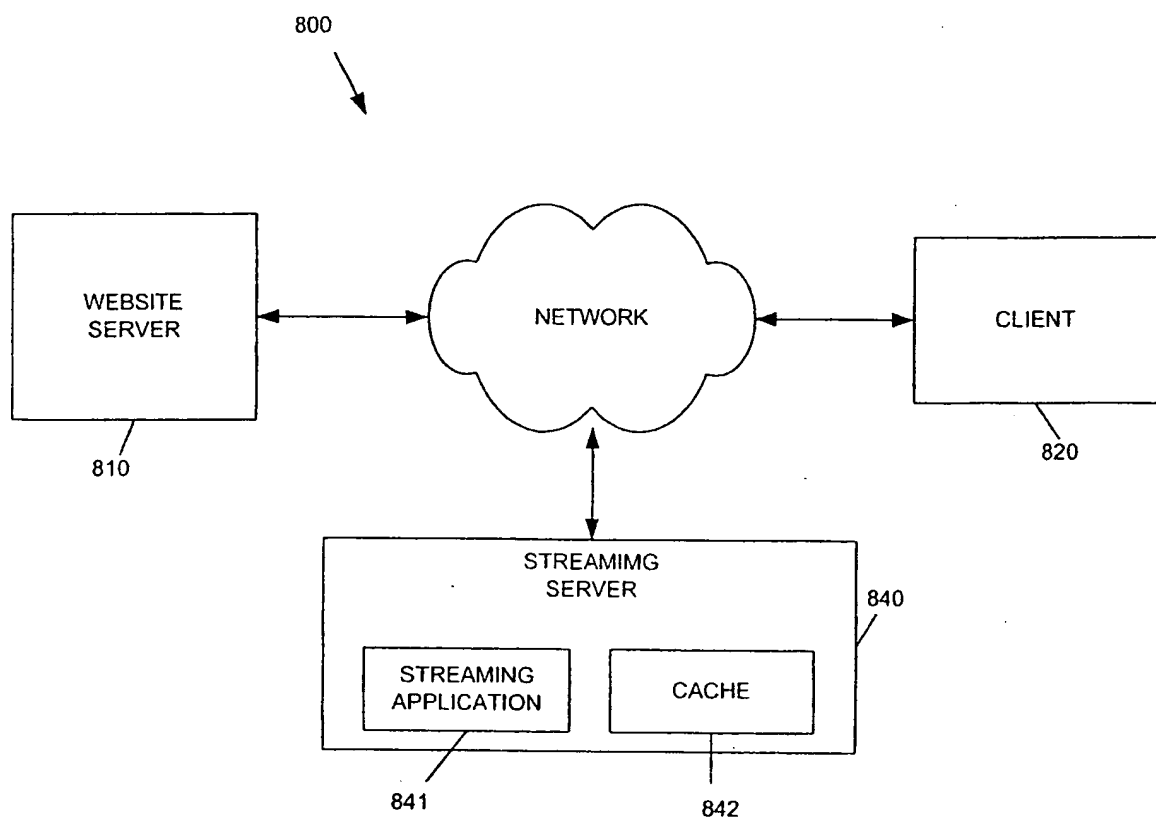 800
WEBSITE
SERVER
NETWORK
CLIENT
810
820
STREAMIMG
SERVER
840
STREAMING
APPLICATION
CACHE
841
842